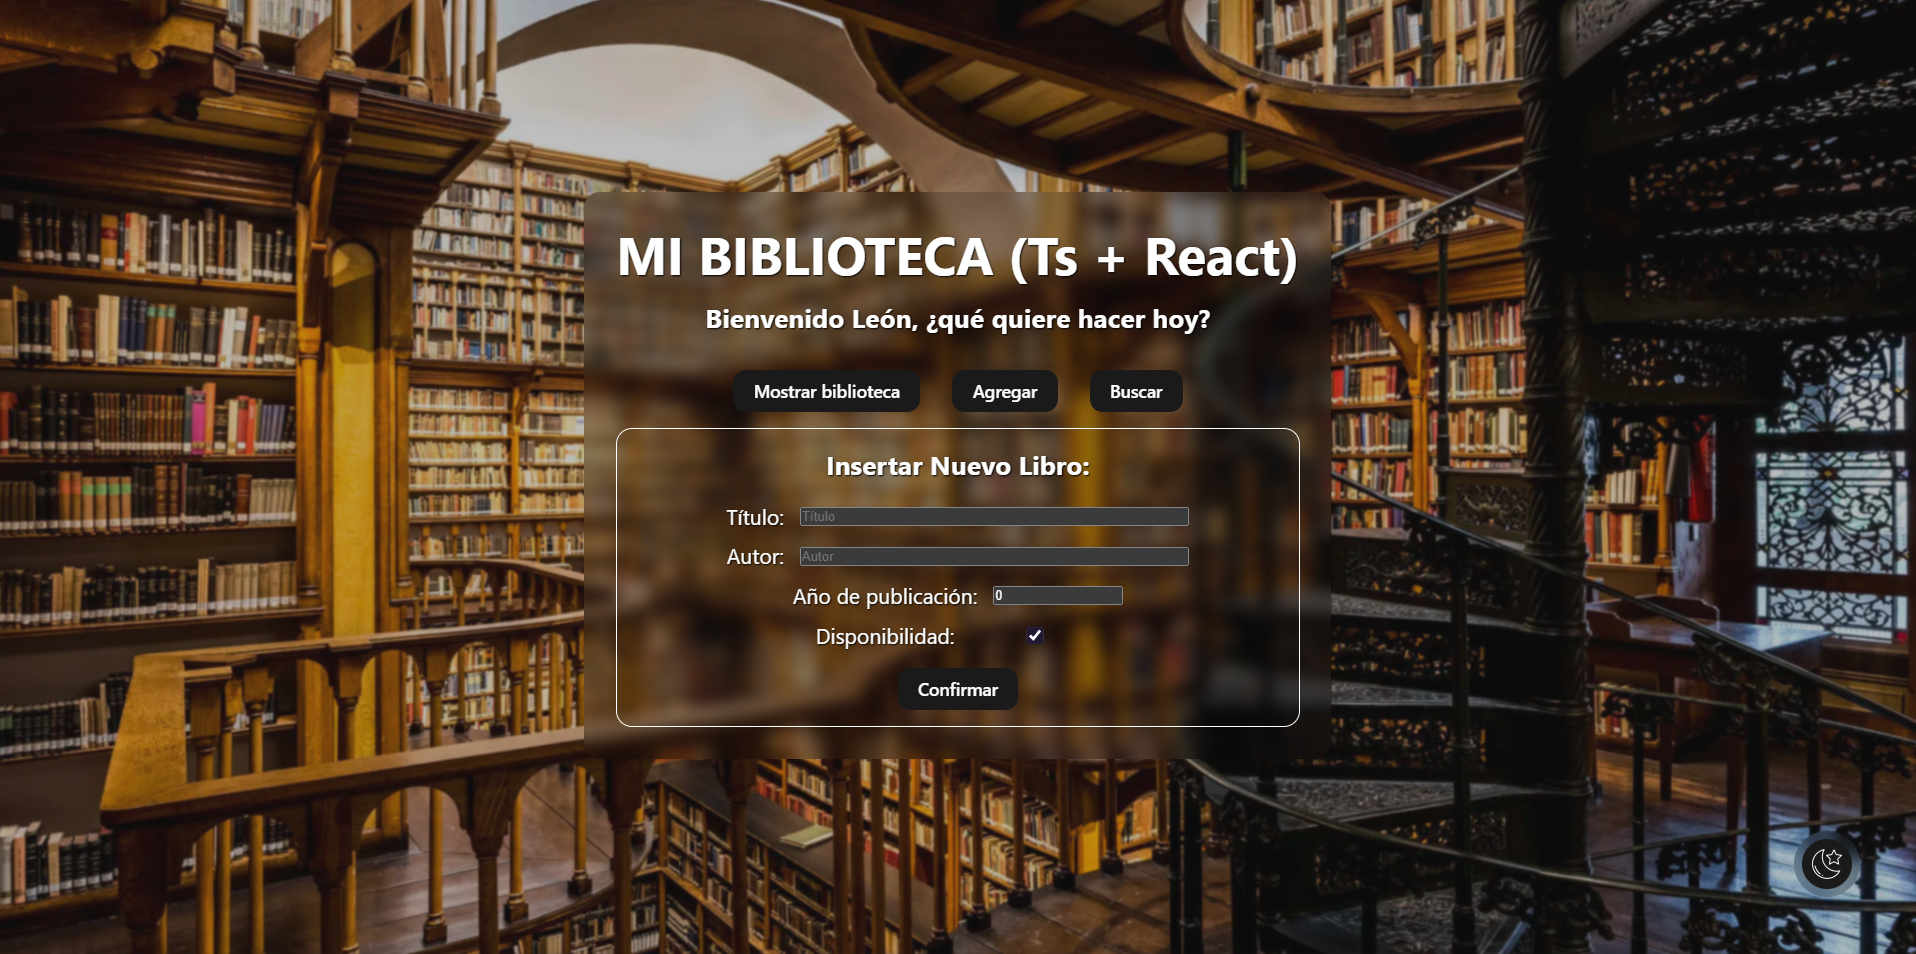 MI BIBLIOTECA (Ts + React)
Bienvenido León, ¿qué quiere hacer hoy?
Mostrar biblioteca Agregar Buscar
Insertar Nuevo Libro:
Título: Título
Autor: Autor
Año de publicación: 0
Disponibilidad:
Confirmar